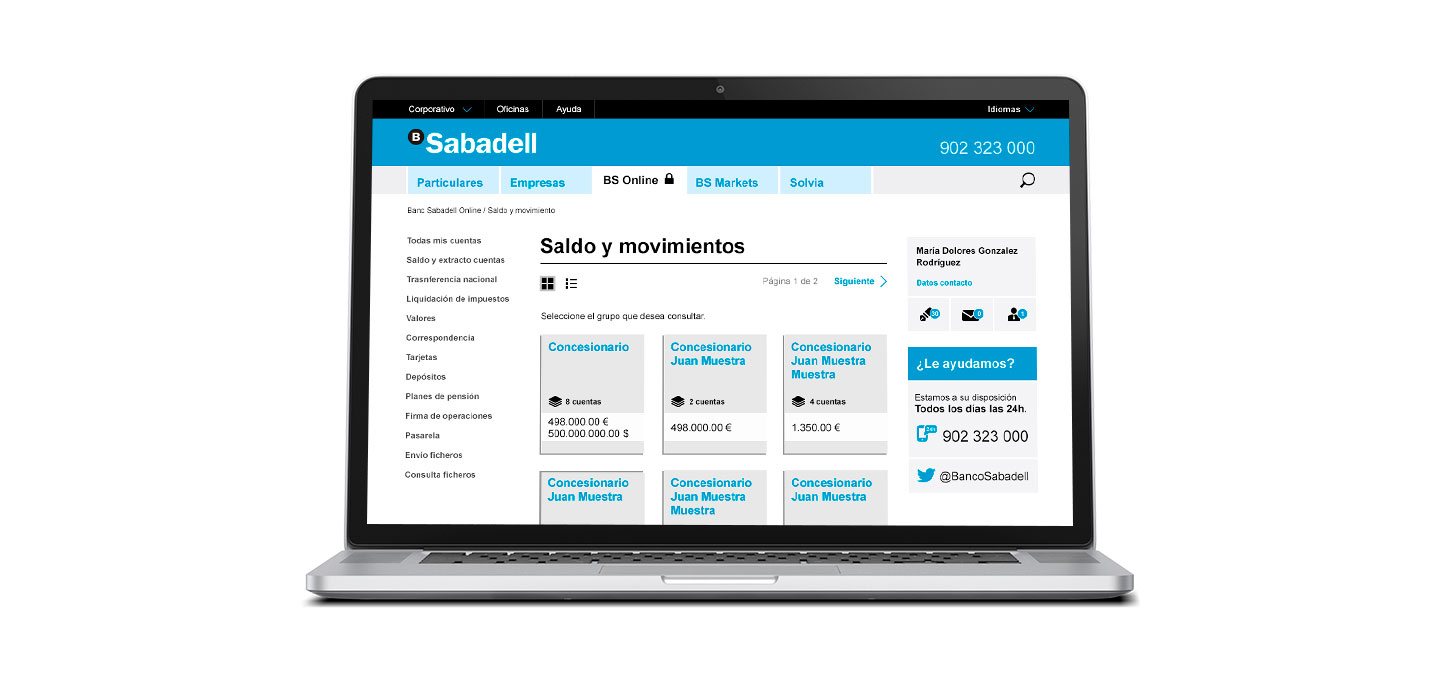 Corporativo
Oficinas
Ayuda
Idiomas
B Sabadell
902 323 000
Particulares
Empresas
BS Online
BS Markets
Solvia
Banc Sabadell Online / Saldo y movimiento
Todas mis cuentas
Saldo y extracto cuentas
Trasnferencia nacional
Liquidación de impuestos
Valores
Correspondencia
Tarjetas
Depósitos
Planes de pensión
Firma de operaciones
Pasarela
Envio ficheros
Consulta ficheros
Saldo y movimientos
Página 1 de 2
Siguiente
Seleccione el grupo que desea consultar.
Concesionario
8 cuentas
498.000.00 €
500.000.000.00 $
Concesionario
Juan Muestra
2 cuentas
498.000.00 €
Concesionario
Juan Muestra
Muestra
4 cuentas
1.350.00 €
Concesionario
Juan Muestra
Concesionario
Juan Muestra
Muestra
Concesionario
Juan Muestra
María Dolores Gonzalez
Rodríguez
Datos contacto
30
0
1
¿Le ayudamos?
Estamos a su disposición
Todos los dias las 24h.
24h
902 323 000
@BancoSabadell